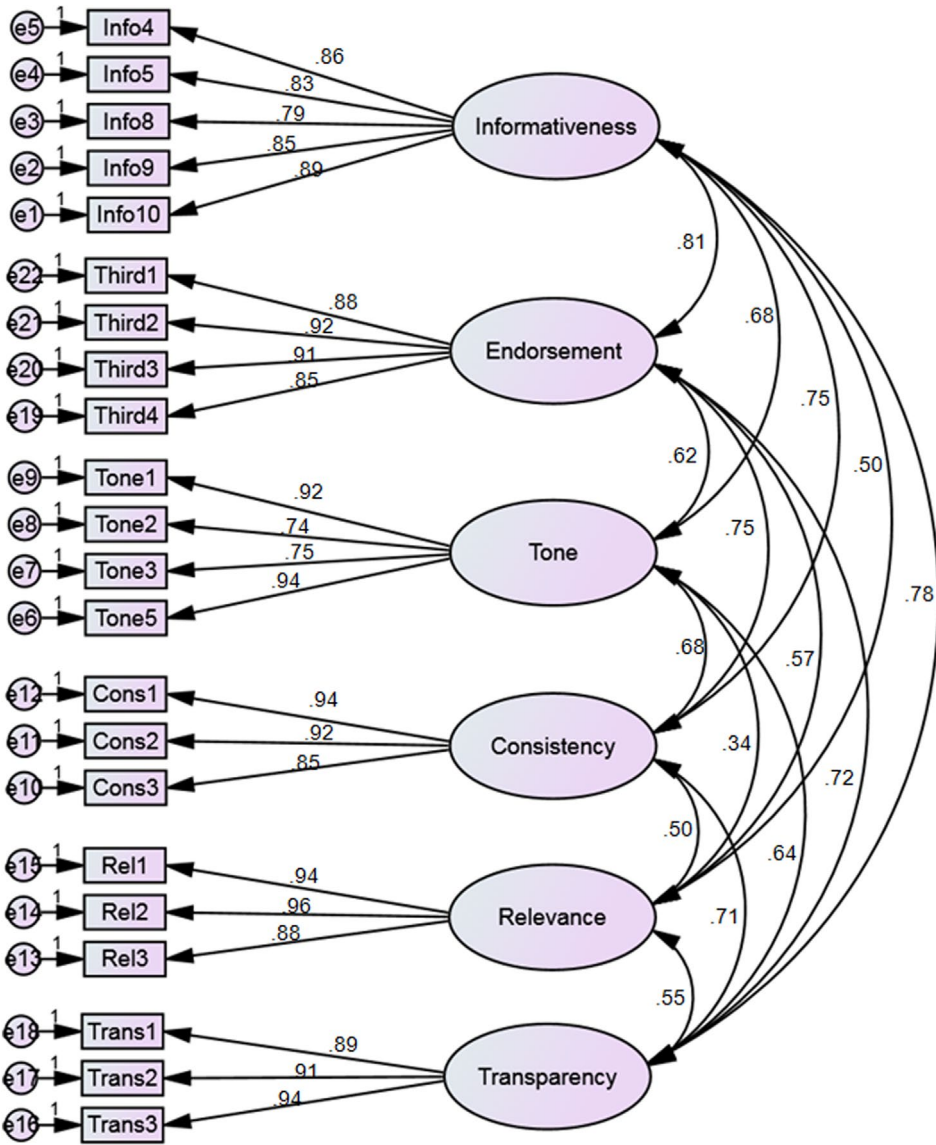 e5 1 Info4
.86
e4 1 Info5
.83
e3 1 Info8
.79
e2 1 Info9
.85
e1 1 Info10
.89
Informativeness
e22 1 Third1
.88
e21 1 Third2
.92
e20 1 Third3
.91
e19 1 Third4
.85
Endorsement
e9 1 Tone1
.92
e8 1 Tone2
.74
e7 1 Tone3
.75
e6 1 Tone5
.94
Tone
e12 1 Cons1
.94
e11 1 Cons2
.92
e10 1 Cons3
.85
Consistency
e15 1 Rel1
.94
e14 1 Rel2
.96
e13 1 Rel3
.88
Relevance
e18 1 Trans1
.89
e17 1 Trans2
.91
e16 1 Trans3
.94
Transparency
.81
.68
.75
.50
.78
.62
.75
.57
.72
.68
.34
.64
.50
.71
.55